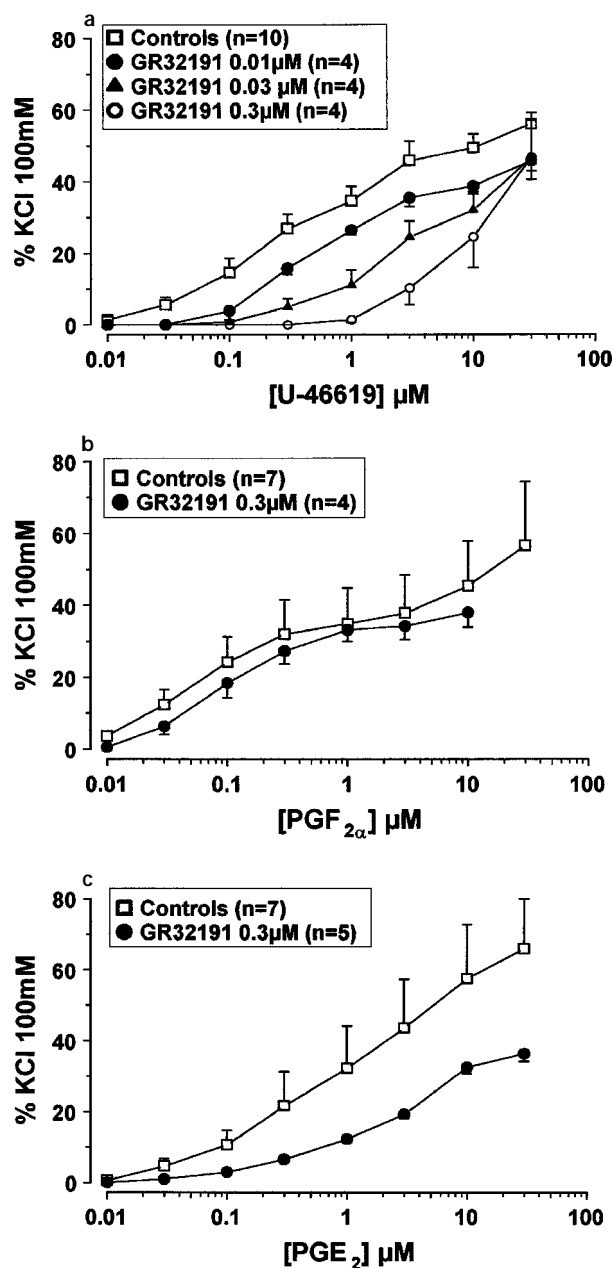 a
Controls (n=10)
GR32191 0.01µM (n=4)
GR32191 0.03 µM (n=4)
GR32191 0.3µM (n=4)
80
60
40
20
0
% KCl 100mM
0.01 0.1 1 10 100
[U-46619] µM
b
Controls (n=7)
GR32191 0.3µM (n=4)
80
60
40
20
0
% KCl 100mM
0.01 0.1 1 10 100
[PGF2α] µM
c
Controls (n=7)
GR32191 0.3µM (n=5)
80
60
40
20
0
% KCl 100mM
0.01 0.1 1 10 100
[PGE2] µM